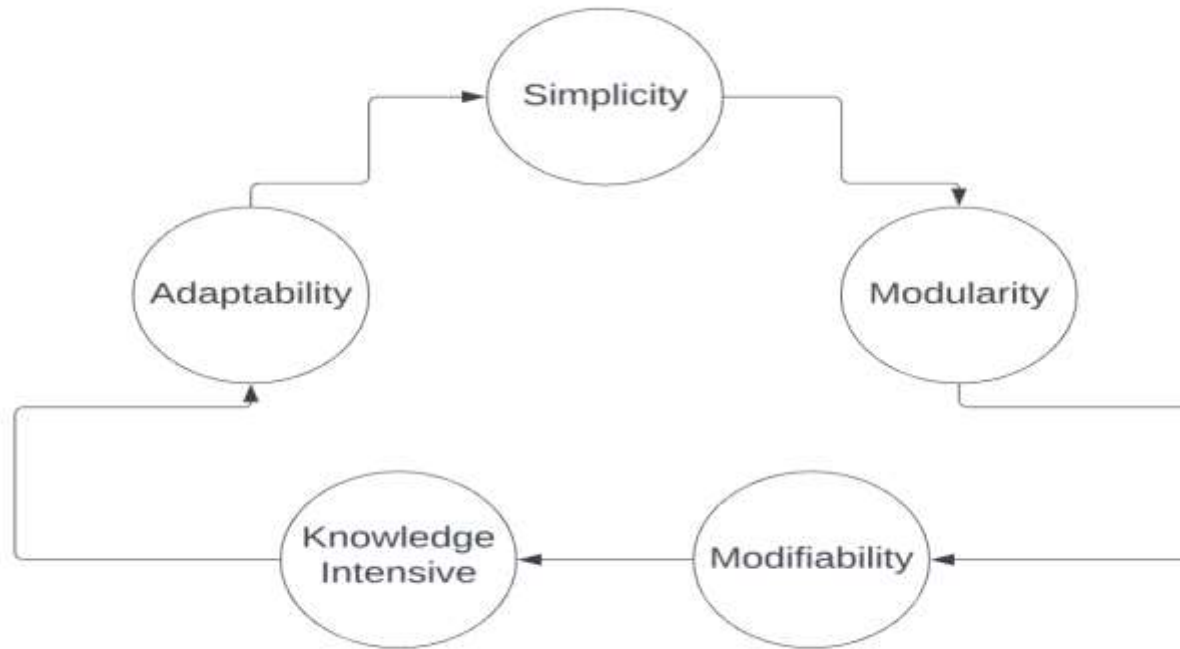 Simplicity
Adaptability
Modularity
Knowledge
Intensive
Modifiability